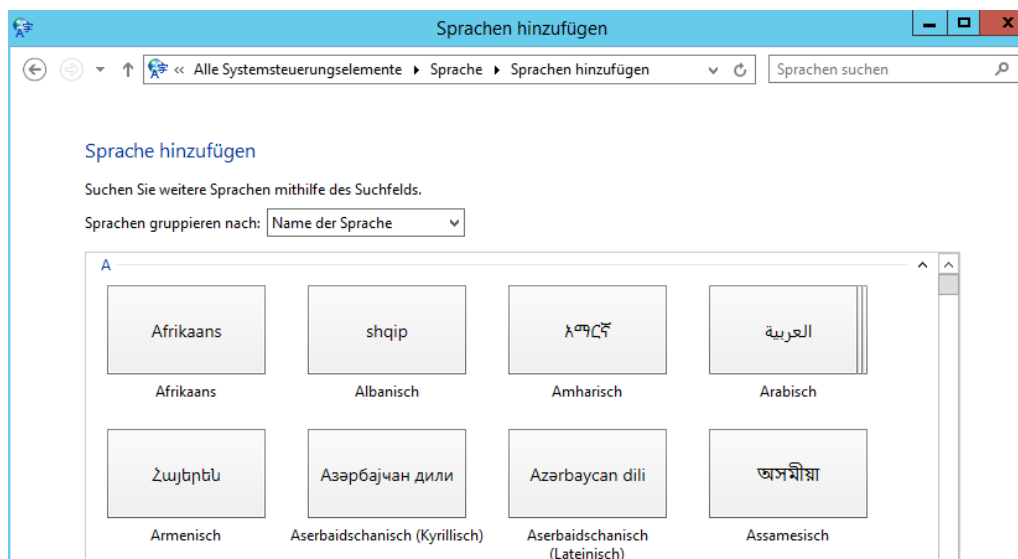 Sprachen hinzufügen
« Alle Systemsteuerungselemente ▸ Sprache ▸ Sprachen hinzufügen
Sprachen suchen
Sprache hinzufügen
Suchen Sie weitere Sprachen mithilfe des Suchfelds.
Sprachen gruppieren nach: Name der Sprache
A
Afrikaans shqip አማርኛ العربية
Afrikaans Albanisch Amharisch Arabisch
Հայերեն Азәрбајҹан дили Azərbaycan dili অসমীয়া
Armenisch Aserbaidschanisch (Kyrillisch) Aserbaidschanisch Assamesisch
(Lateinisch)